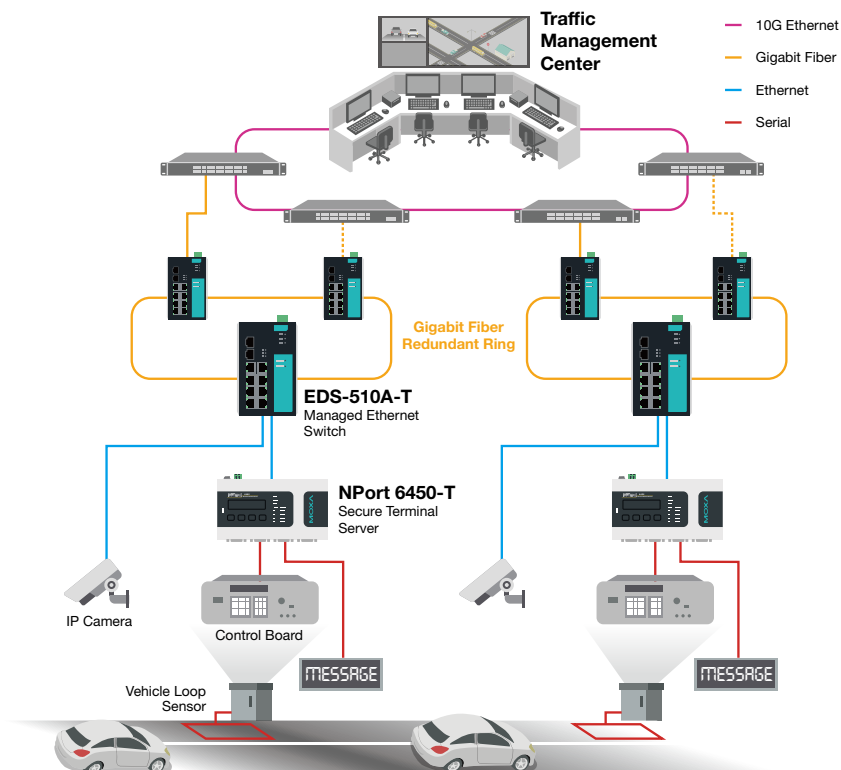 Traffic
Management
Center
10G Ethernet
Gigabit Fiber
Ethernet
Serial
Gigabit Fiber
Redundant Ring
EDS-510A-T
Managed Ethernet
Switch
NPort 6450-T
Secure Terminal
Server
MOXA
MOXA
IP Camera
Control Board
MESSAGE
MESSAGE
Vehicle Loop
Sensor